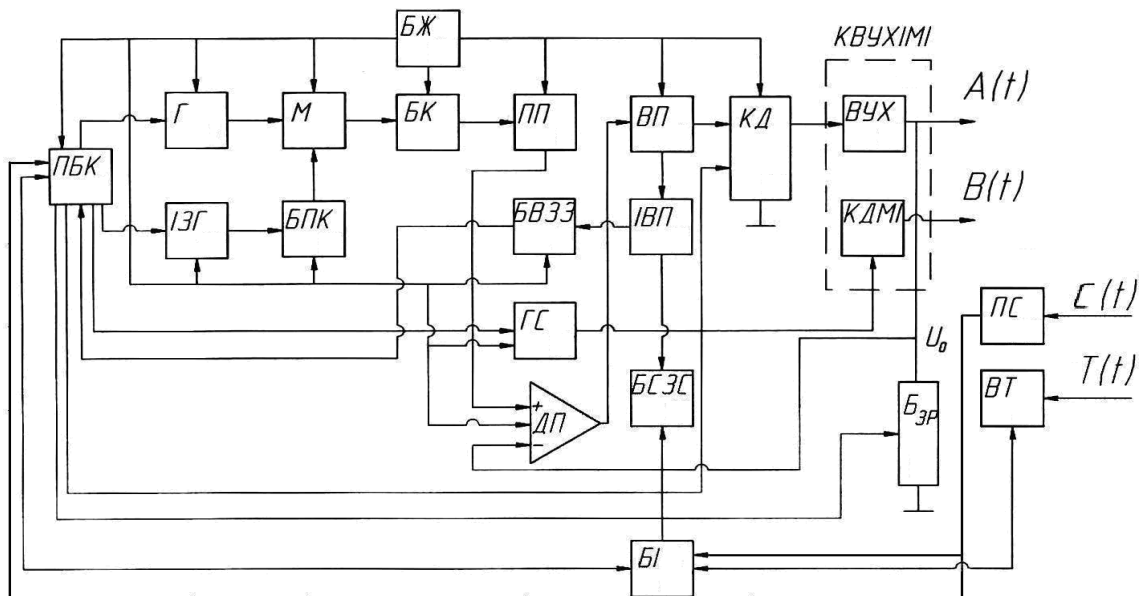 БЖ
КВУХІМІ
Г
М
БК
ПП
ВП
КД
ВУХ
A(t)
ПБК
ІЗГ
БПК
БВЗЗ
ІВП
КДМІ
B(t)
ГС
ПС
C(t)
U₀
БСЗС
ВТ
T(t)
+
ДП
−
Б_ЗР
БІ